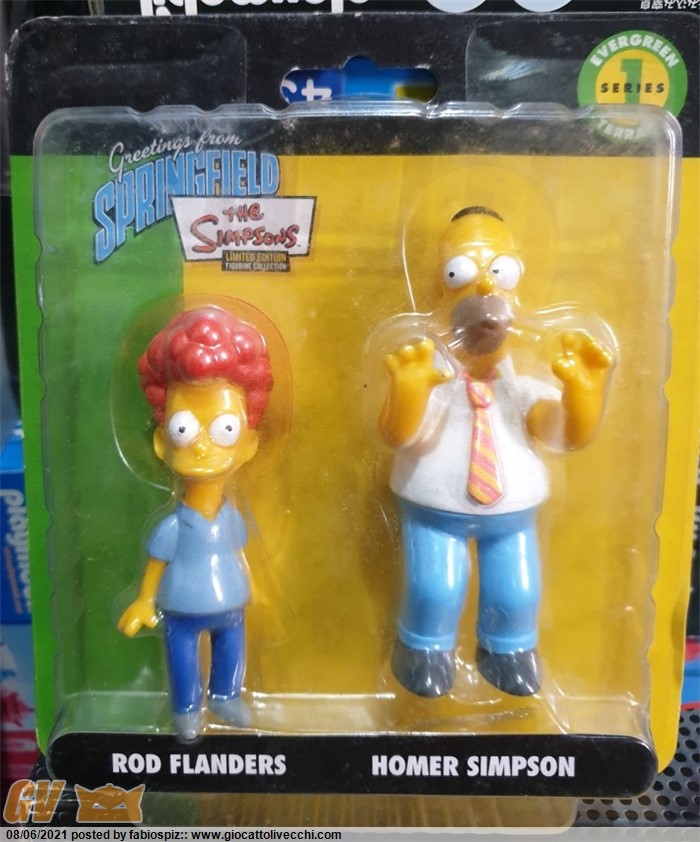 EVERGREEN
1
SERIES
TERRA
Greetings from
SPRINGFIELD
THE
SIMPSONS
LIMITED EDITION
FIGURINE COLLECTION
ROD FLANDERS HOMER SIMPSON
GV
08/06/2021 posted by fabiospiz:: www.giocattolivecchi.com